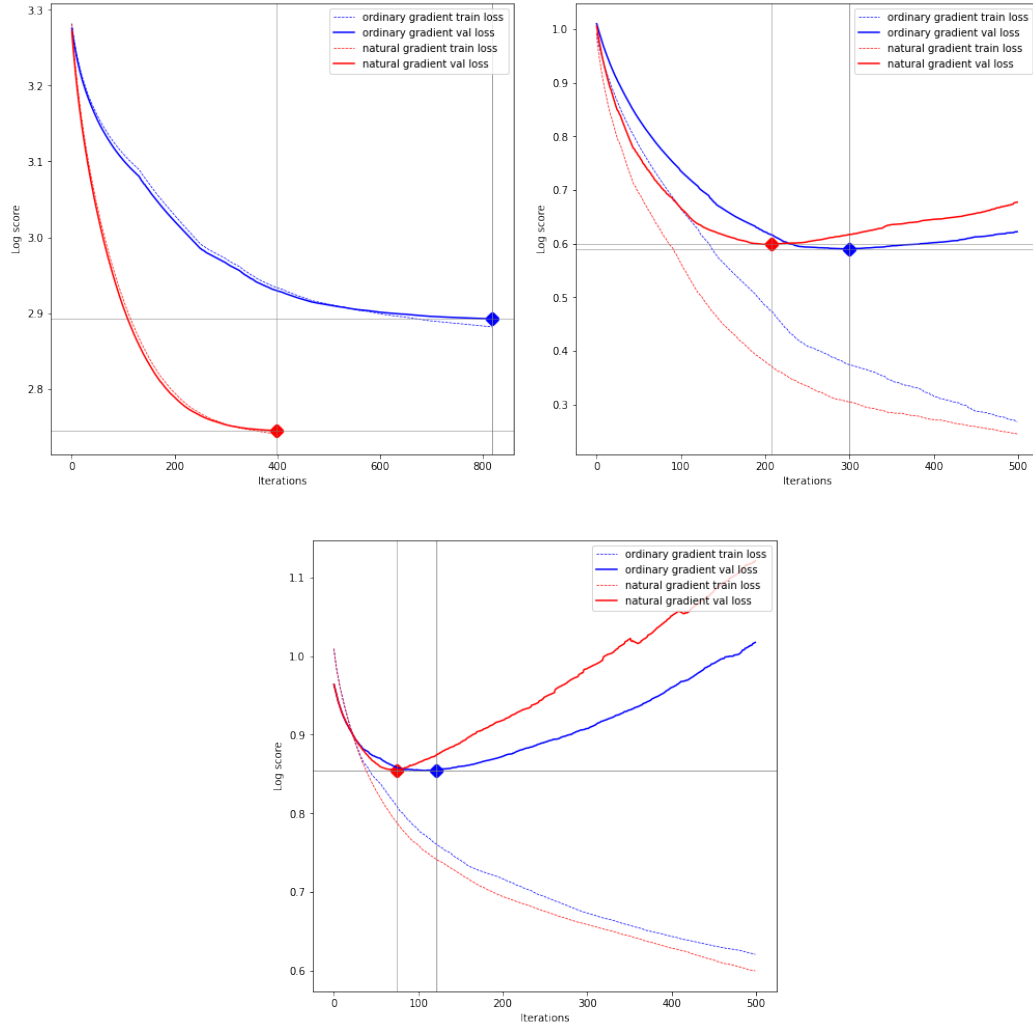 3.3
3.2
3.1
3.0
2.9
2.8
Log score
0
200
400
600
800
Iterations
ordinary gradient train loss
ordinary gradient val loss
natural gradient train loss
natural gradient val loss
1.0
0.9
0.8
0.7
0.6
0.5
0.4
0.3
Log score
0
100
200
300
400
500
Iterations
ordinary gradient train loss
ordinary gradient val loss
natural gradient train loss
natural gradient val loss
1.1
1.0
0.9
0.8
0.7
0.6
Log score
0
100
200
300
400
500
Iterations
ordinary gradient train loss
ordinary gradient val loss
natural gradient train loss
natural gradient val loss